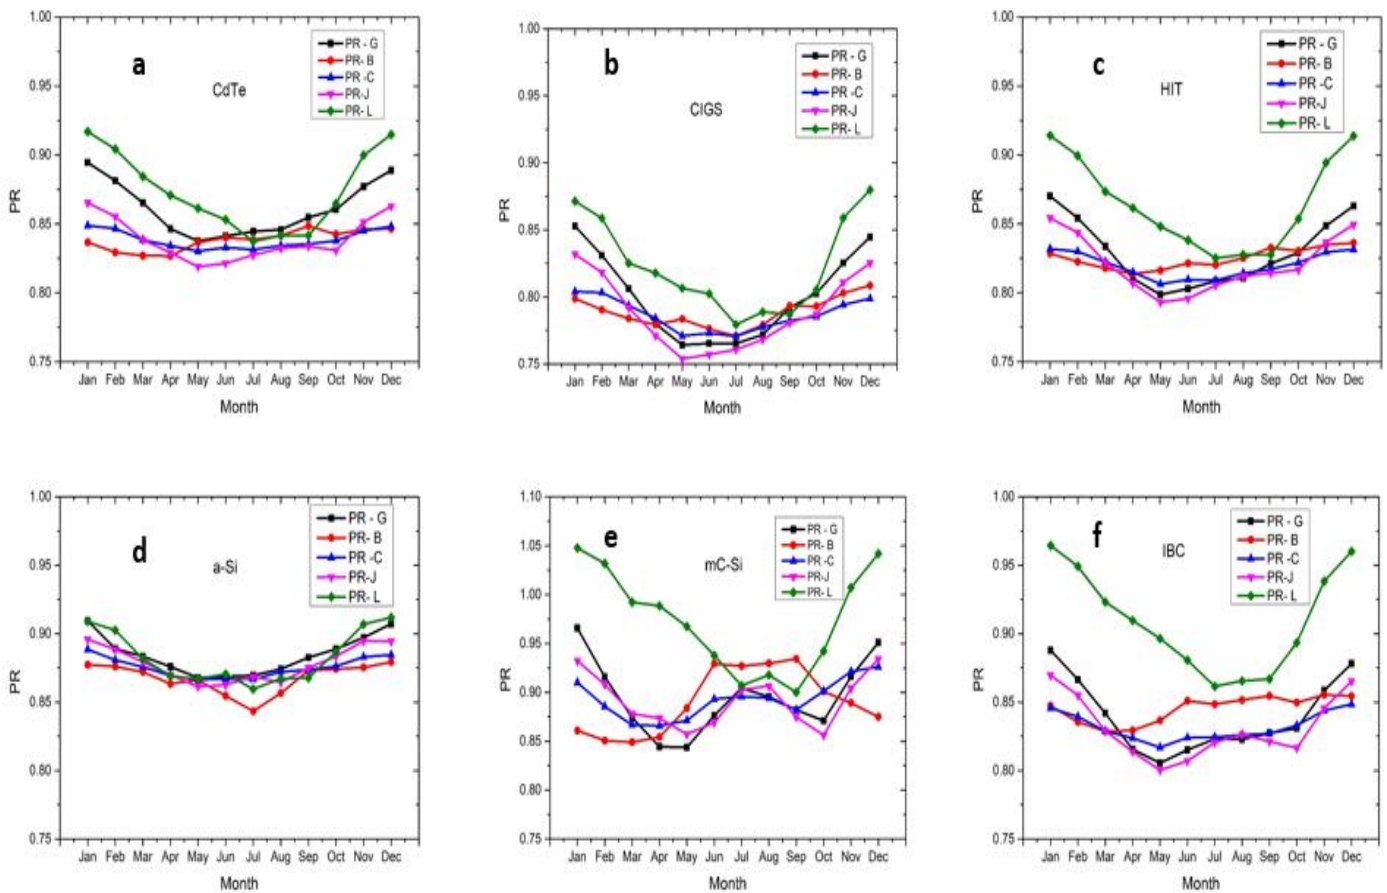 a
CdTe
PR - G
PR- B
PR -C
PR-J
PR- L
1.00
0.95
0.90
0.85
0.80
0.75
PR
Jan Feb Mar Apr May Jun Jul Aug Sep Oct Nov Dec
Month
b
CIGS
PR - G
PR- B
PR -C
PR-J
PR- L
1.00
0.95
0.90
0.85
0.80
0.75
PR
Jan Feb Mar Apr May Jun Jul Aug Sep Oct Nov Dec
Month
c
HIT
PR - G
PR- B
PR -C
PR-J
PR- L
1.00
0.95
0.90
0.85
0.80
0.75
PR
Jan Feb Mar Apr May Jun Jul Aug Sep Oct Nov Dec
Month
d
a-Si
PR - G
PR- B
PR -C
PR-J
PR- L
1.00
0.95
0.90
0.85
0.80
0.75
PR
Jan Feb Mar Apr May Jun Jul Aug Sep Oct Nov Dec
Month
e
mC-Si
PR - G
PR- B
PR -C
PR-J
PR- L
1.10
1.05
1.00
0.95
0.90
0.85
0.80
0.75
PR
Jan Feb Mar Apr May Jun Jul Aug Sep Oct Nov Dec
Month
f
IBC
PR - G
PR- B
PR -C
PR-J
PR- L
1.00
0.95
0.90
0.85
0.80
0.75
PR
Jan Feb Mar Apr May Jun Jul Aug Sep Oct Nov Dec
Month